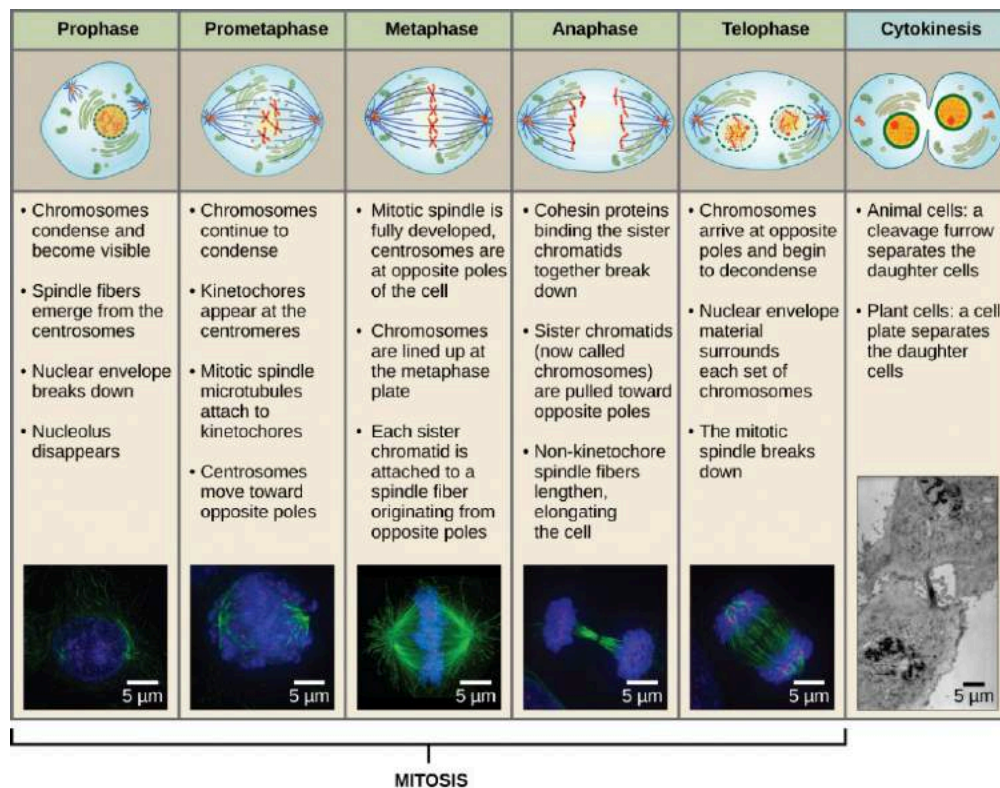 Prophase
Prometaphase
Metaphase
Anaphase
Telophase
Cytokinesis
• Chromosomes
condense and
become visible
• Spindle fibers
emerge from the
centrosomes
• Nuclear envelope
breaks down
• Nucleolus
disappears
• Chromosomes
continue to
condense
• Kinetochores
appear at the
centromeres
• Mitotic spindle
microtubules
attach to
kinetochores
• Centrosomes
move toward
opposite poles
• Mitotic spindle is
fully developed,
centrosomes are
at opposite poles
of the cell
• Chromosomes
are lined up at
the metaphase
plate
• Each sister
chromatid is
attached to a
spindle fiber
originating from
opposite poles
• Cohesin proteins
binding the sister
chromatids
together break
down
• Sister chromatids
(now called
chromosomes)
are pulled toward
opposite poles
• Non-kinetochore
spindle fibers
lengthen,
elongating
the cell
• Chromosomes
arrive at opposite
poles and begin
to decondense
• Nuclear envelope
material
surrounds
each set of
chromosomes
• The mitotic
spindle breaks
down
• Animal cells: a
cleavage furrow
separates the
daughter cells
• Plant cells: a cell
plate separates
the daughter
cells
5 µm
5 µm
5 µm
5 µm
5 µm
5 µm
MITOSIS